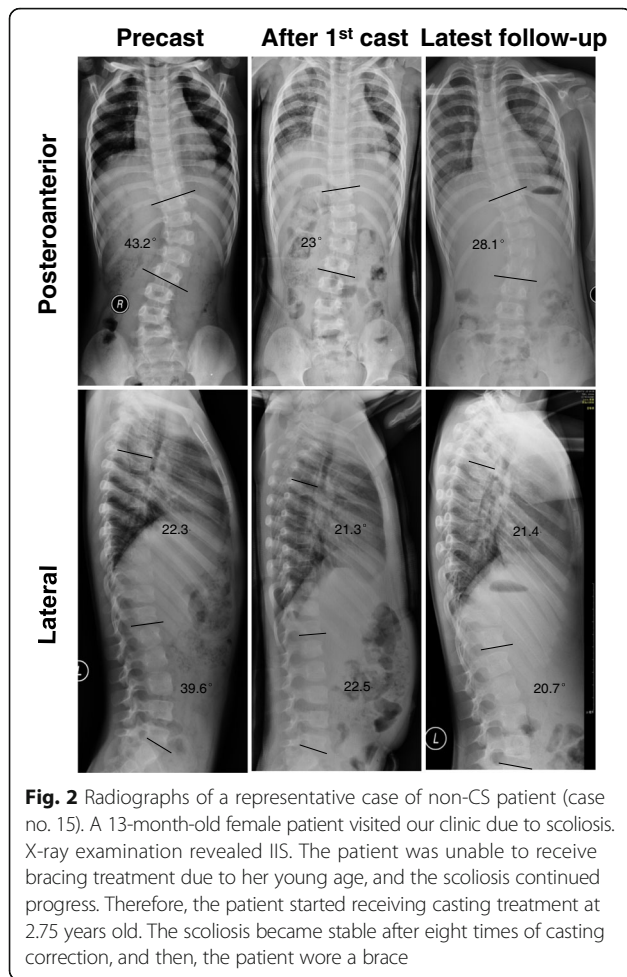 Precast After 1st cast Latest follow-up
Posteroanterior
43.2°
23°
28.1°
R
Lateral
22.3
21.3°
21.4
39.6°
22.5
20.7°
L
Fig. 2 Radiographs of a representative case of non-CS patient (case
no. 15). A 13-month-old female patient visited our clinic due to scoliosis.
X-ray examination revealed IIS. The patient was unable to receive
bracing treatment due to her young age, and the scoliosis continued
progress. Therefore, the patient started receiving casting treatment at
2.75 years old. The scoliosis became stable after eight times of casting
correction, and then, the patient wore a brace